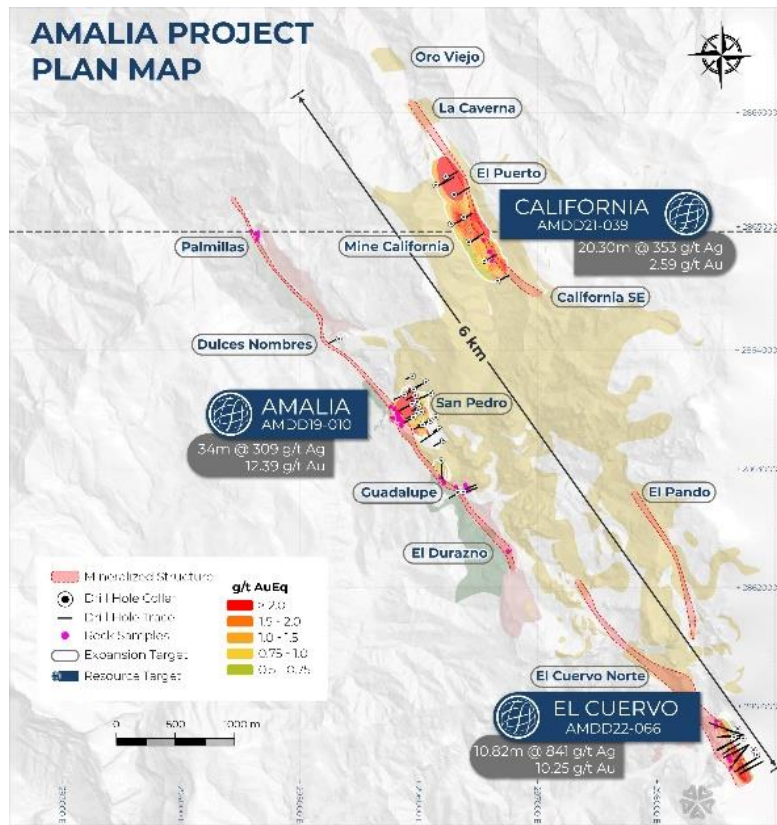 AMALIA PROJECT
PLAN MAP
Oro Viejo
La Caverna
El Puerto
CALIFORNIA
AMDD21-039
20.30m @ 353 g/t Ag
2.59 g/t Au
Palmillas
Mine California
California SE
6 km
Dulces Nombres
AMALIA
AMDD19-010
34m @ 309 g/t Ag
12.39 g/t Au
San Pedro
Guadalupe
El Pando
El Durazno
Mineralized Structure
Drill Hole Collar
Drill Hole Trace
Rock Samples
Expansion Target
Resource Target
g/t AuEq
> 2.0
1.5 - 2.0
1.0 - 1.5
0.75 - 1.0
0.5 - 0.75
El Cuervo Norte
EL CUERVO
AMDD22-066
10.82m @ 841 g/t Ag
10.25 g/t Au
0 500 1000 m